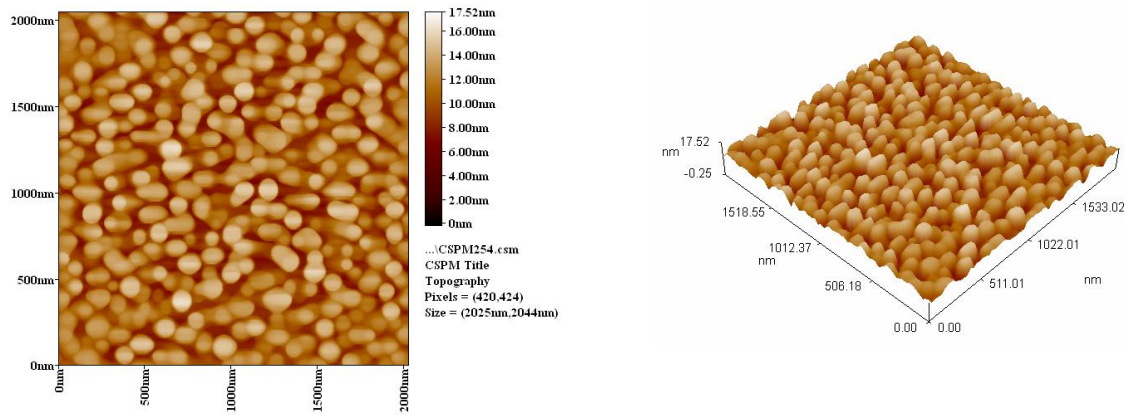 2000nm
1500nm
1000nm
500nm
0nm
0nm
500nm
1000nm
1500nm
2000nm
17.52nm
16.00nm
14.00nm
12.00nm
10.00nm
8.00nm
6.00nm
4.00nm
2.00nm
0nm
...\CSPM254.csm
CSPM Title
Topography
Pixels = (420,424)
Size = (2025nm,2044nm)
17.52
nm
-0.25
1518.55
1012.37
nm
506.18
0.00
0.00
511.01
nm
1022.01
1533.02